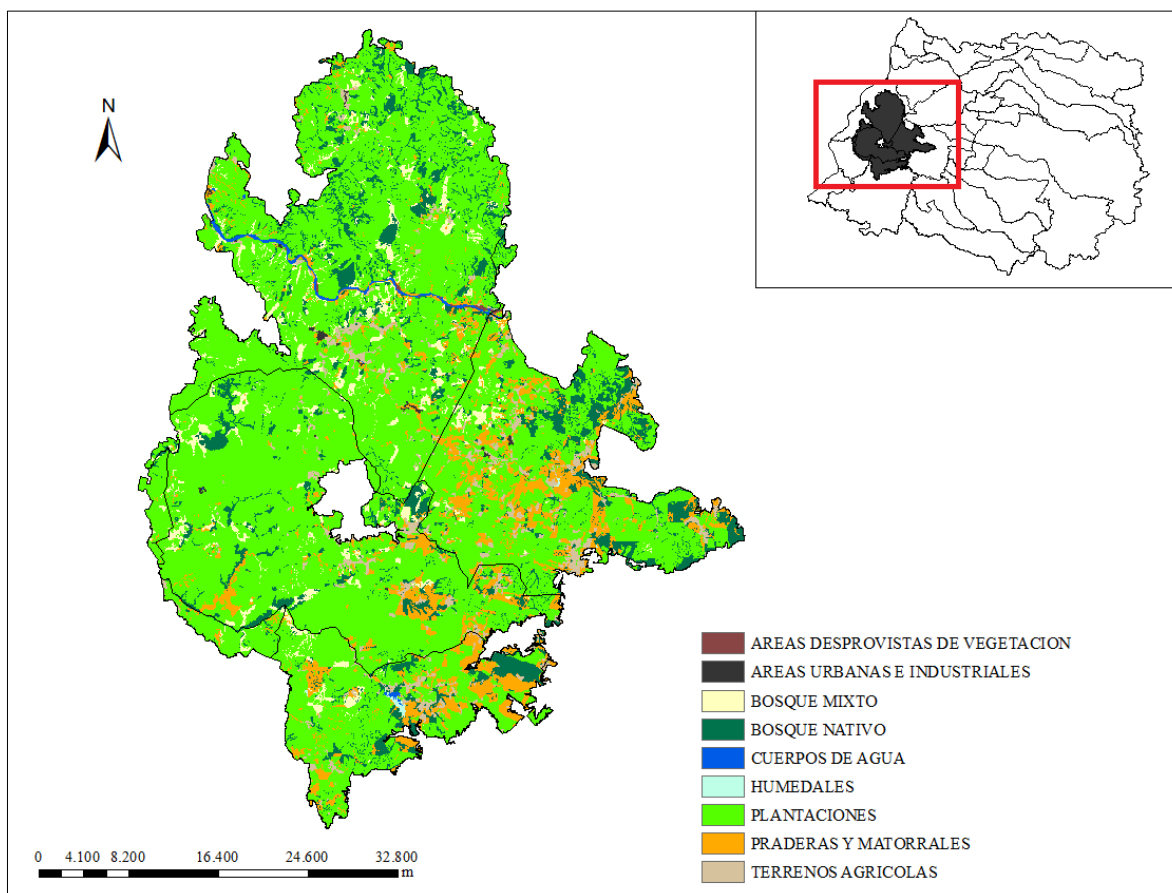 N
AREAS DESPROVISTAS DE VEGETACION
AREAS URBANAS E INDUSTRIALES
BOSQUE MIXTO
BOSQUE NATIVO
CUERPOS DE AGUA
HUMEDALES
PLANTACIONES
PRADERAS Y MATORRALES
TERRENOS AGRICOLAS
0 4.100 8.200 16.400 24.600 32.800
m